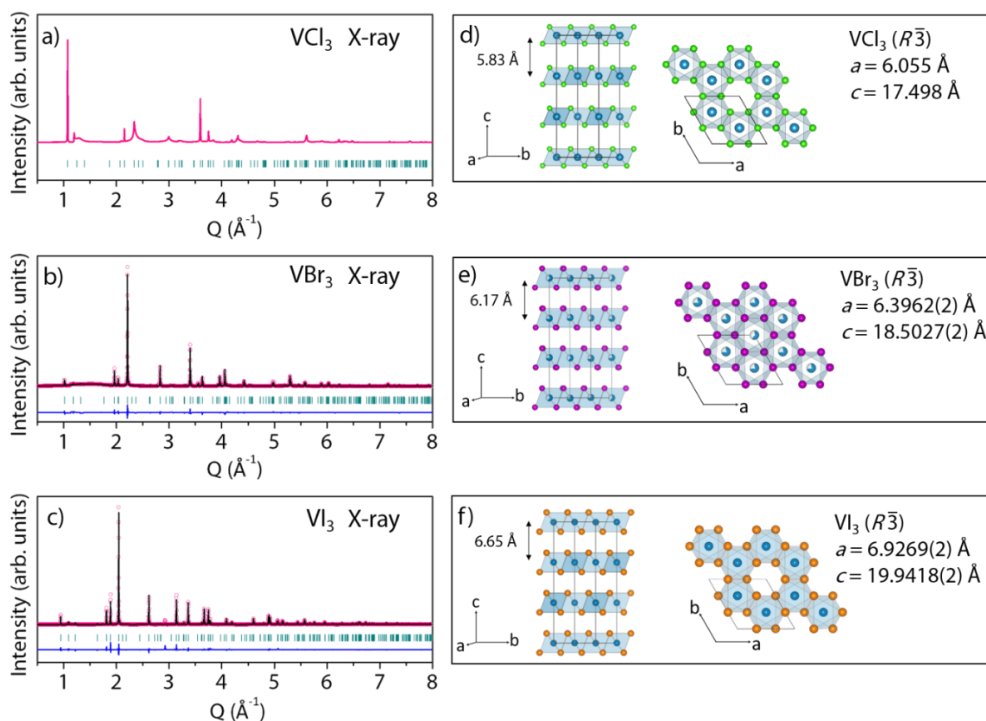 a)
VCl₃ X-ray
Intensity (arb. units)
1 2 3 4 5 6 7 8
Q (Å⁻¹)
d)
5.83 Å
c
a
b
b
a
VCl₃ (R3̅)
a = 6.055 Å
c = 17.498 Å
b)
VBr₃ X-ray
Intensity (arb. units)
1 2 3 4 5 6 7 8
Q (Å⁻¹)
e)
6.17 Å
c
a
b
b
a
VBr₃ (R3̅)
a = 6.3962(2) Å
c = 18.5027(2) Å
c)
VI₃ X-ray
Intensity (arb. units)
1 2 3 4 5 6 7 8
Q (Å⁻¹)
f)
6.65 Å
c
a
b
b
a
VI₃ (R3̅)
a = 6.9269(2) Å
c = 19.9418(2) Å